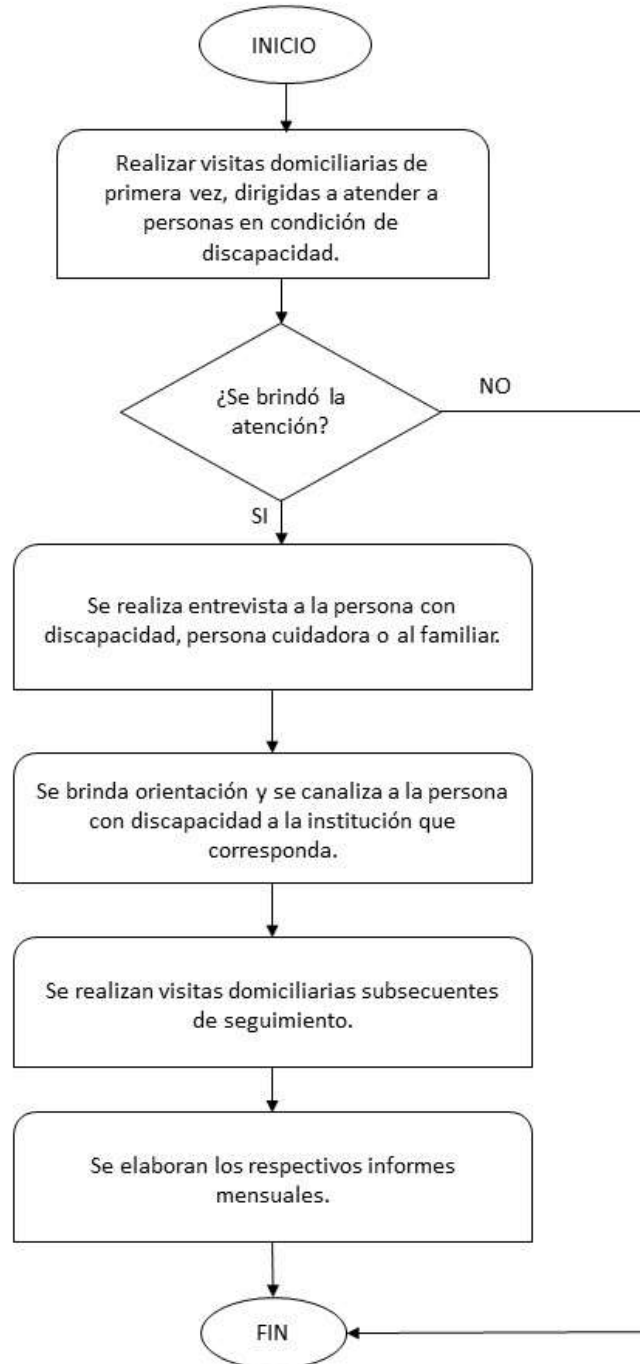 INICIO
Realizar visitas domiciliarias de
primera vez, dirigidas a atender a
personas en condición de
discapacidad.
¿Se brindó la
atención?
NO
SI
Se realiza entrevista a la persona con
discapacidad, persona cuidadora o al familiar.
Se brinda orientación y se canaliza a la persona
con discapacidad a la institución que
corresponda.
Se realizan visitas domiciliarias subsecuentes
de seguimiento.
Se elaboran los respectivos informes
mensuales.
FIN